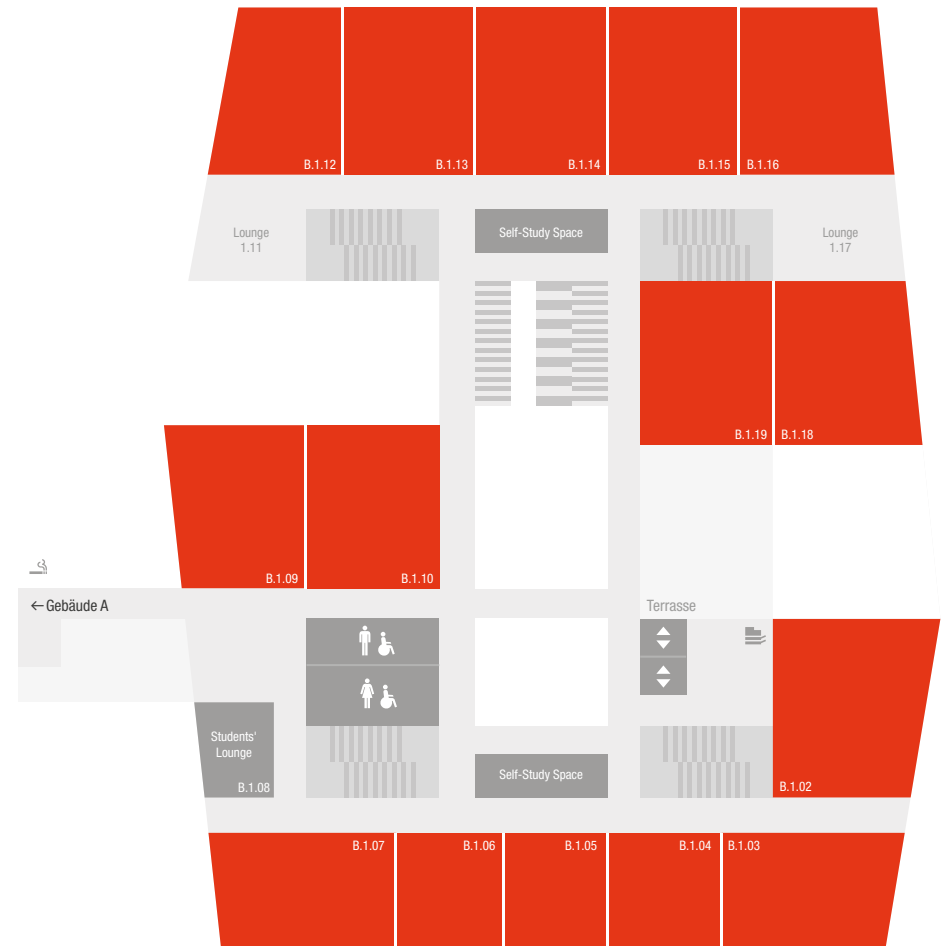 B.1.12
B.1.13
B.1.14
B.1.15
B.1.16
Lounge
1.11
Self-Study Space
Lounge
1.17
B.1.19
B.1.18
B.1.09
B.1.10
←Gebäude A
Terrasse
Students'
Lounge
B.1.08
Self-Study Space
B.1.02
B.1.07
B.1.06
B.1.05
B.1.04
B.1.03